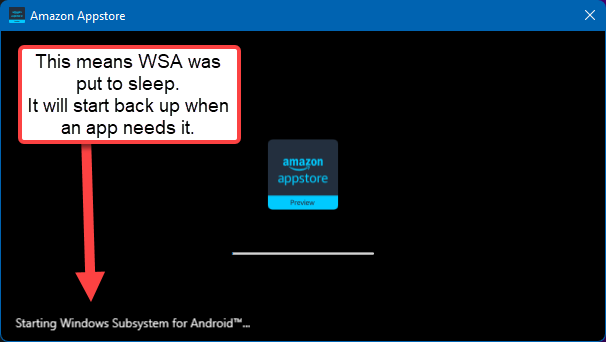 Amazon Appstore
This means WSA was
put to sleep.
It will start back up when
an app needs it.
amazon
appstore
Preview
Starting Windows Subsystem for Android™...